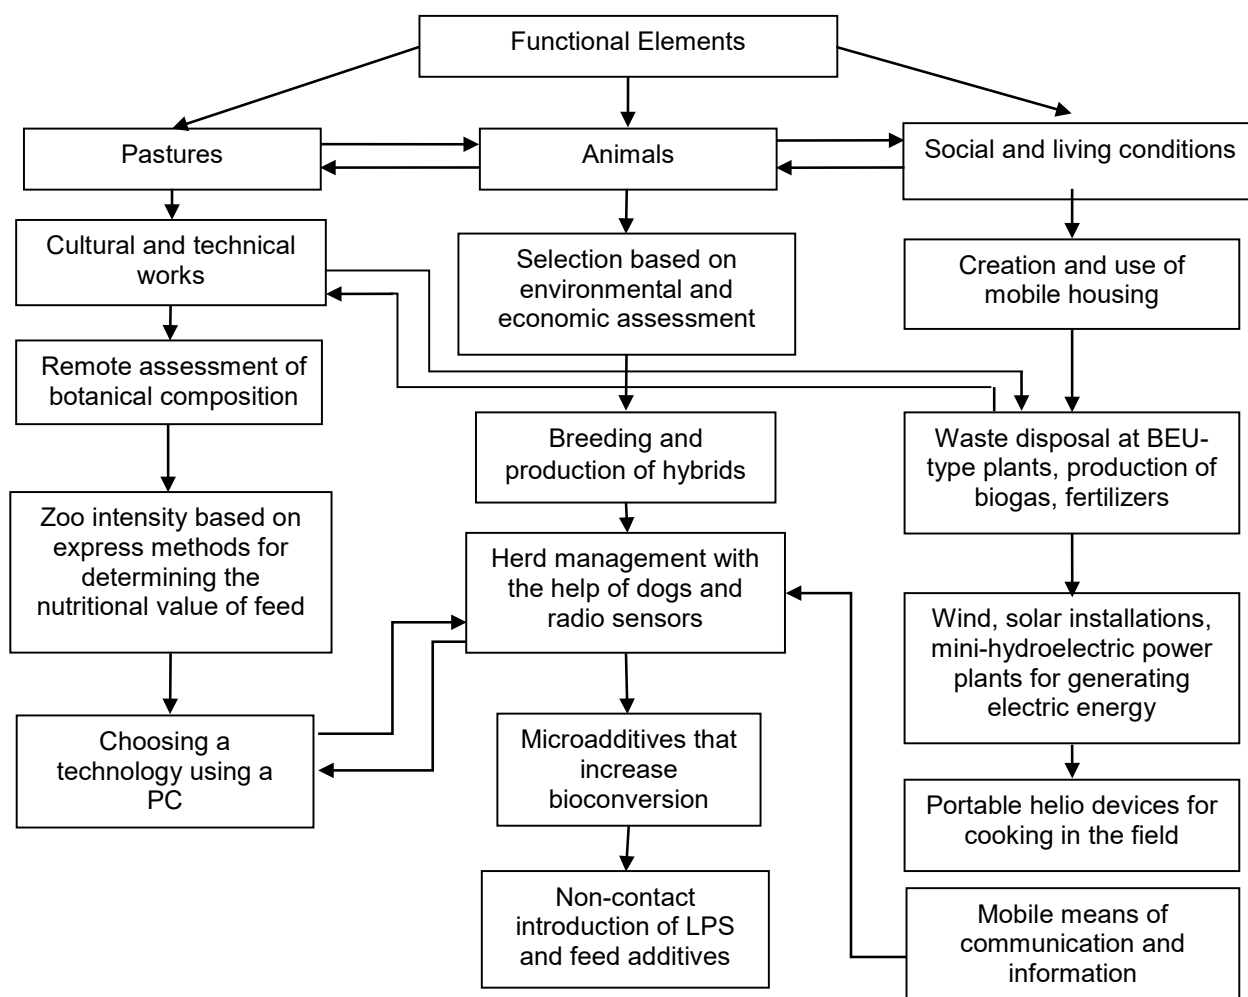 Functional Elements
Pastures
Animals
Social and living conditions
Cultural and technical
works
Selection based on
environmental and
economic assessment
Creation and use of
mobile housing
Remote assessment of
botanical composition
Breeding and
production of hybrids
Waste disposal at BEU-
type plants, production of
biogas, fertilizers
Zoo intensity based on
express methods for
determining the
nutritional value of feed
Herd management with
the help of dogs and
radio sensors
Wind, solar installations,
mini-hydroelectric power
plants for generating
electric energy
Choosing a
technology using a
PC
Microadditives that
increase
bioconversion
Portable helio devices for
cooking in the field
Non-contact
introduction of LPS
and feed additives
Mobile means of
communication and
information